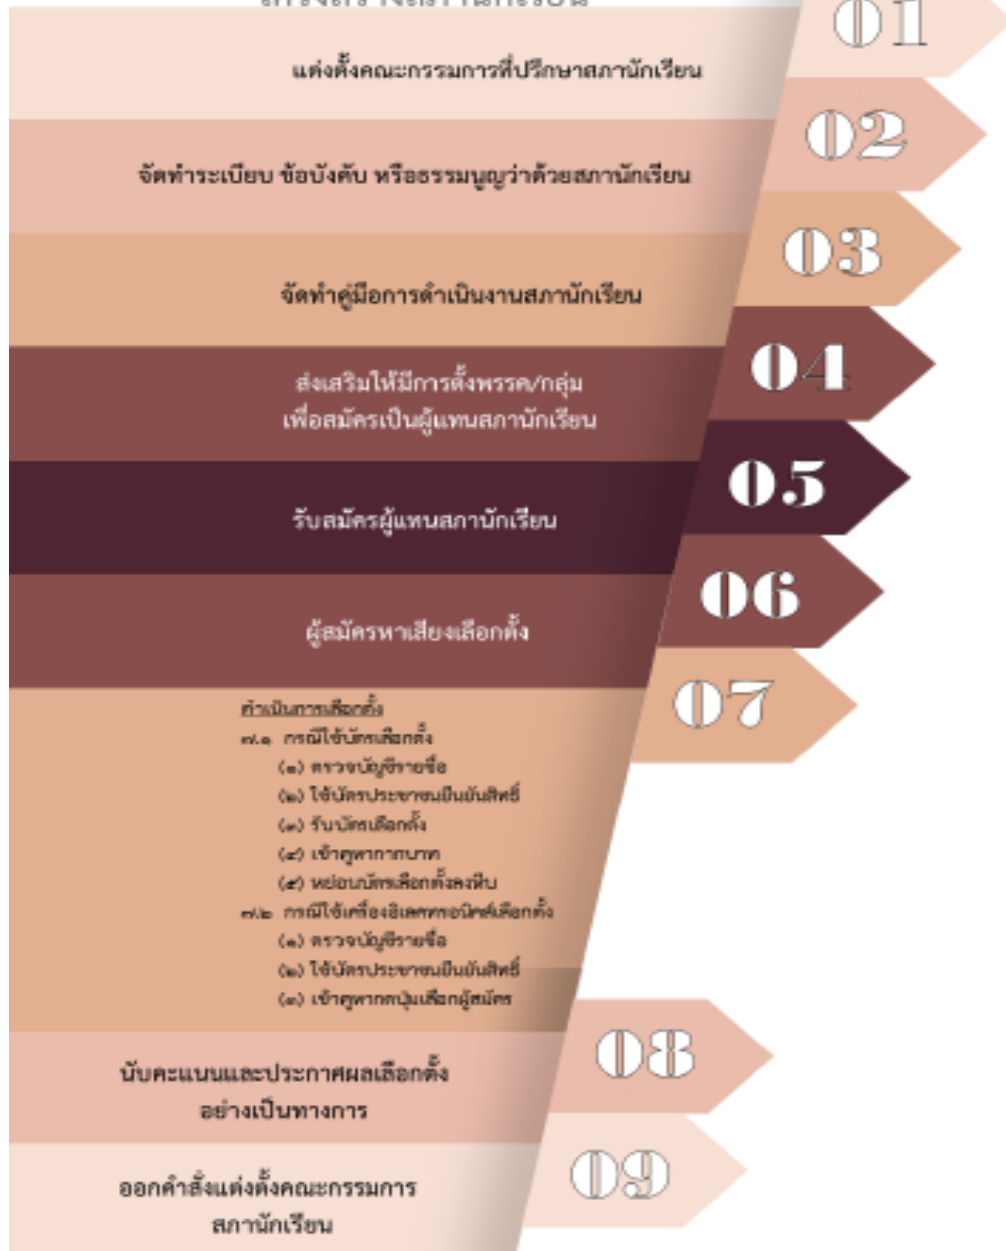 โครงสร้างสภานักเรียน
01
แต่งตั้งคณะกรรมการที่ปรึกษาสภานักเรียน
02
จัดทำระเบียบ ข้อบังคับ หรือธรรมนูญว่าด้วยสภานักเรียน
03
จัดทำคู่มือการดำเนินงานสภานักเรียน
04
ส่งเสริมให้มีการตั้งพรรค/กลุ่ม
เพื่อสมัครเป็นผู้แทนสภานักเรียน
05
รับสมัครผู้แทนสภานักเรียน
06
ผู้สมัครหาเสียงเลือกตั้ง
07
ดำเนินการเลือกตั้ง
๗.๑ กรณีใช้บัตรเลือกตั้ง
(๑) ตรวจบัญชีรายชื่อ
(๒) ใช้บัตรประชาชนยืนยันสิทธิ์
(๓) รับบัตรเลือกตั้ง
(๔) เข้าคูหากากบาท
(๕) หย่อนบัตรเลือกตั้งลงหีบ
๗.๒ กรณีใช้เครื่องอิเลคทรอนิคส์เลือกตั้ง
(๑) ตรวจบัญชีรายชื่อ
(๒) ใช้บัตรประชาชนยืนยันสิทธิ์
(๓) เข้าคูหากดปุ่มเลือกผู้สมัคร
08
นับคะแนนและประกาศผลเลือกตั้ง
อย่างเป็นทางการ
09
ออกคำสั่งแต่งตั้งคณะกรรมการ
สภานักเรียน